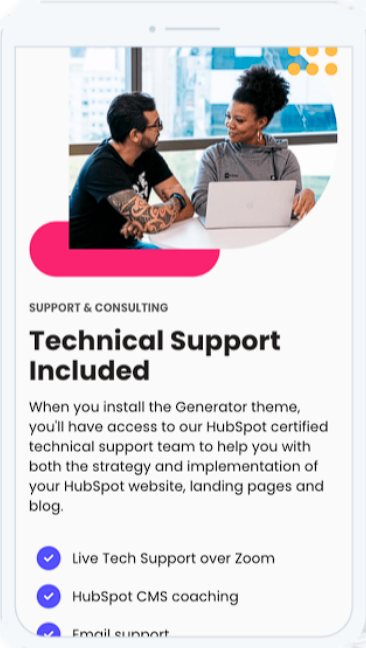 SUPPORT & CONSULTING
Technical Support
Included
When you install the Generator theme,
you'll have access to our HubSpot certified
technical support team to help you with
both the strategy and implementation of
your HubSpot website, landing pages and
blog.
Live Tech Support over Zoom
HubSpot CMS coaching
Email support